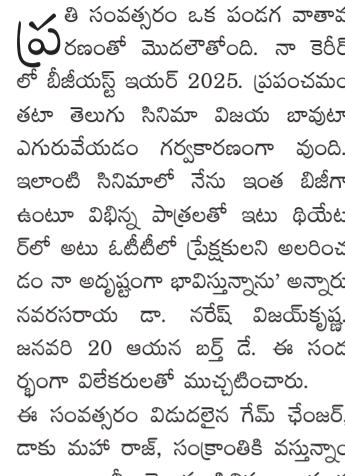 ప్రతి సంవత్సరం ఒక పండగ వాతావ
రణంతో మొదలౌతోంది. నా కెరీర్
లో బీజీయస్ట్ ఇయర్ 2025. ప్రపంచమం
తటా తెలుగు సినిమా విజయ బావుటా
ఎగురువేయడం గర్వకారణంగా వుంది.
ఇలాంటి సినిమాలో నేను ఇంత బిజీగా
ఉంటూ విభిన్న పాత్రలతో ఇటు థియేట
ర్‌లో అటు ఓటీటీలో ప్రేక్షకులని అలరించ
డం నా అదృష్టంగా భావిస్తున్నాను' అన్నారు
నవరసరాయ డా. నరేష్ విజయ్‌కృష్ణ.
జనవరి 20 ఆయన బర్త్ డే. ఈ సంద
ర్భంగా విలేకరులతో ముచ్చటించారు.
ఈ సంవత్సరం విడుదలైన గేమ్ ఛేంజర్,
డాకు మహా రాజ్, సంక్రాంతికి వస్తున్నాం